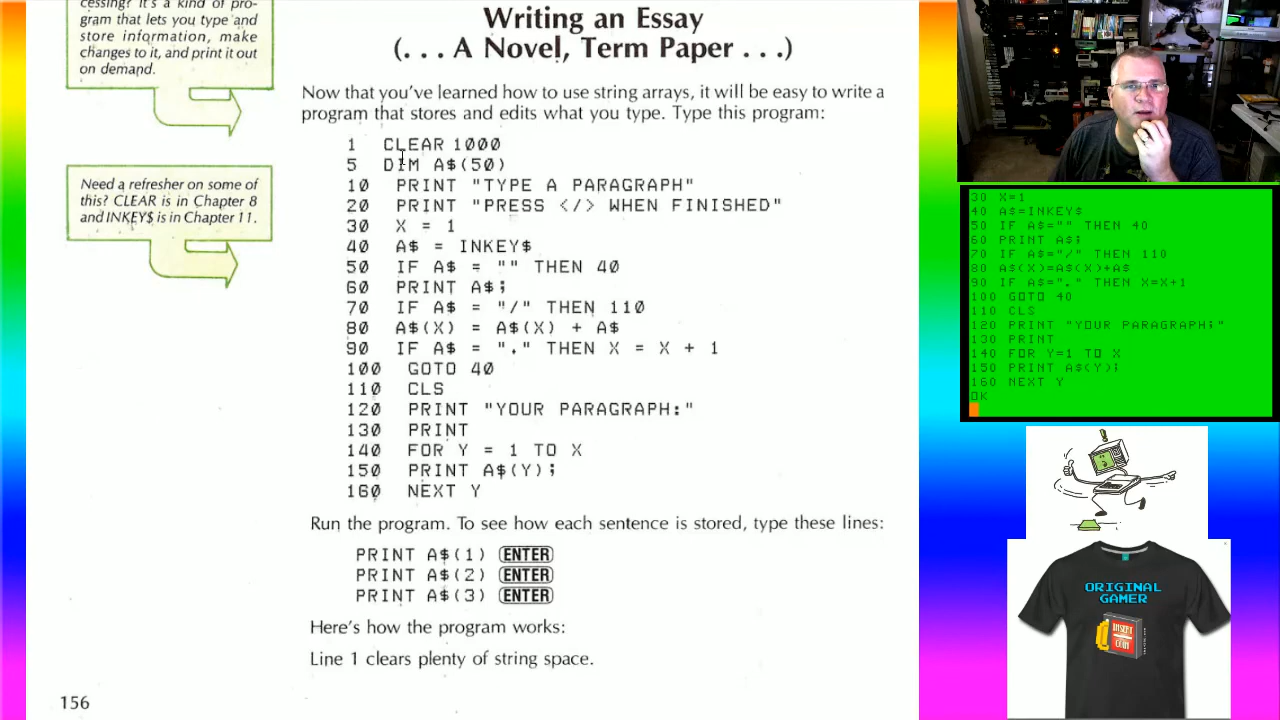 cessing? It's a kind of pro-
gram that lets you type and
store information, make
changes to it, and print it out
on demand.
Need a refresher on some of
this? CLEAR is in Chapter 8
and INKEY$ is in Chapter 11.
Writing an Essay
(. . . A Novel, Term Paper . . .)
Now that you've learned how to use string arrays, it will be easy to write a
program that stores and edits what you type. Type this program:
1 CLEAR 1000
5 DIM A$(50)
10 PRINT "TYPE A PARAGRAPH"
20 PRINT "PRESS </> WHEN FINISHED"
30 X = 1
40 A$ = INKEY$
50 IF A$ = "" THEN 40
60 PRINT A$;
70 IF A$ = "/" THEN 110
80 A$(X) = A$(X) + A$
90 IF A$ = "." THEN X = X + 1
100 GOTO 40
110 CLS
120 PRINT "YOUR PARAGRAPH:"
130 PRINT
140 FOR Y = 1 TO X
150 PRINT A$(Y);
160 NEXT Y
Run the program. To see how each sentence is stored, type these lines:
PRINT A$(1) ENTER
PRINT A$(2) ENTER
PRINT A$(3) ENTER
Here's how the program works:
Line 1 clears plenty of string space.
156
30 X=1
40 A$=INKEY$
50 IF A$="" THEN 40
60 PRINT A$;
70 IF A$="/" THEN 110
80 A$(X)=A$(X)+A$
90 IF A$="." THEN X=X+1
100 GOTO 40
110 CLS
120 PRINT "YOUR PARAGRAPH:"
130 PRINT
140 FOR Y=1 TO X
150 PRINT A$(Y);
160 NEXT Y
OK
ORIGINAL
GAMER
INSERT
COIN